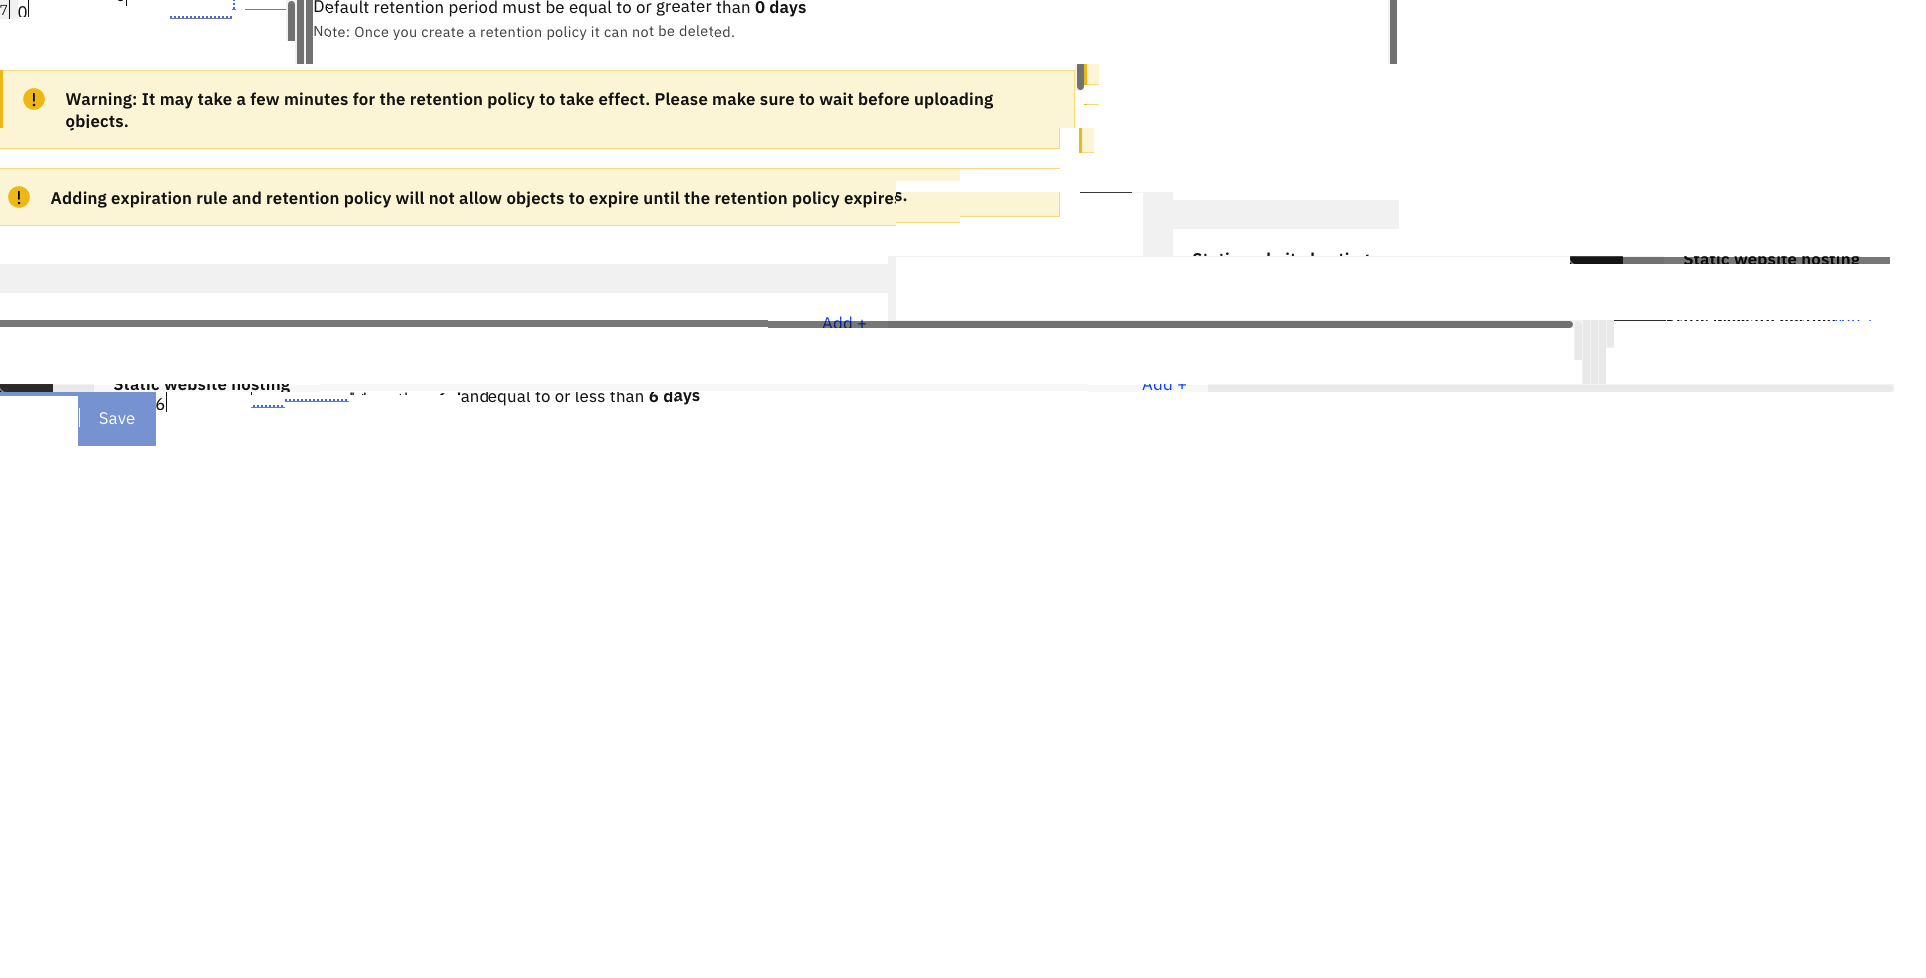 7 0
Default retention period must be equal to or greater than 0 days
Note: Once you create a retention policy it can not be deleted.
Warning: It may take a few minutes for the retention policy to take effect. Please make sure to wait before uploading
objects.
Adding expiration rule and retention policy will not allow objects to expire until the retention policy expires.
Static website hosting
Static website hosting
Add +
Static website hosting
Add +
6
and equal to or less than 6 days
Save